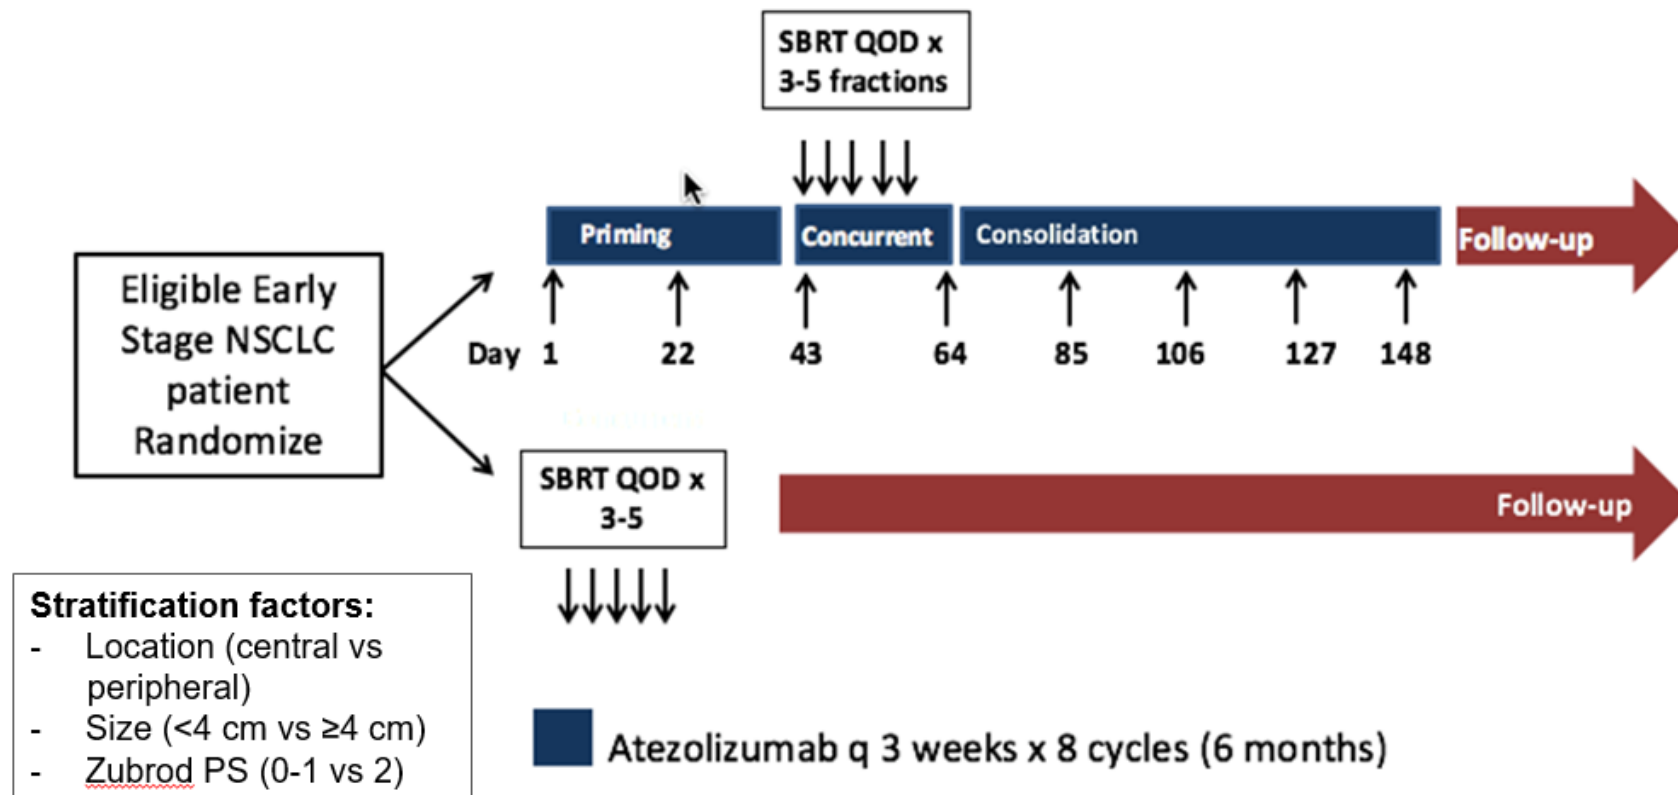 SBRT QOD x
3-5 fractions
Priming
Concurrent
Consolidation
Follow-up
Eligible Early
Stage NSCLC
patient
Randomize
Day 1 22 43 64 85 106 127 148
SBRT QOD x
3-5
Follow-up
Stratification factors:
- Location (central vs
peripheral)
- Size (<4 cm vs ≥4 cm)
- Zubrod PS (0-1 vs 2)
Atezolizumab q 3 weeks x 8 cycles (6 months)